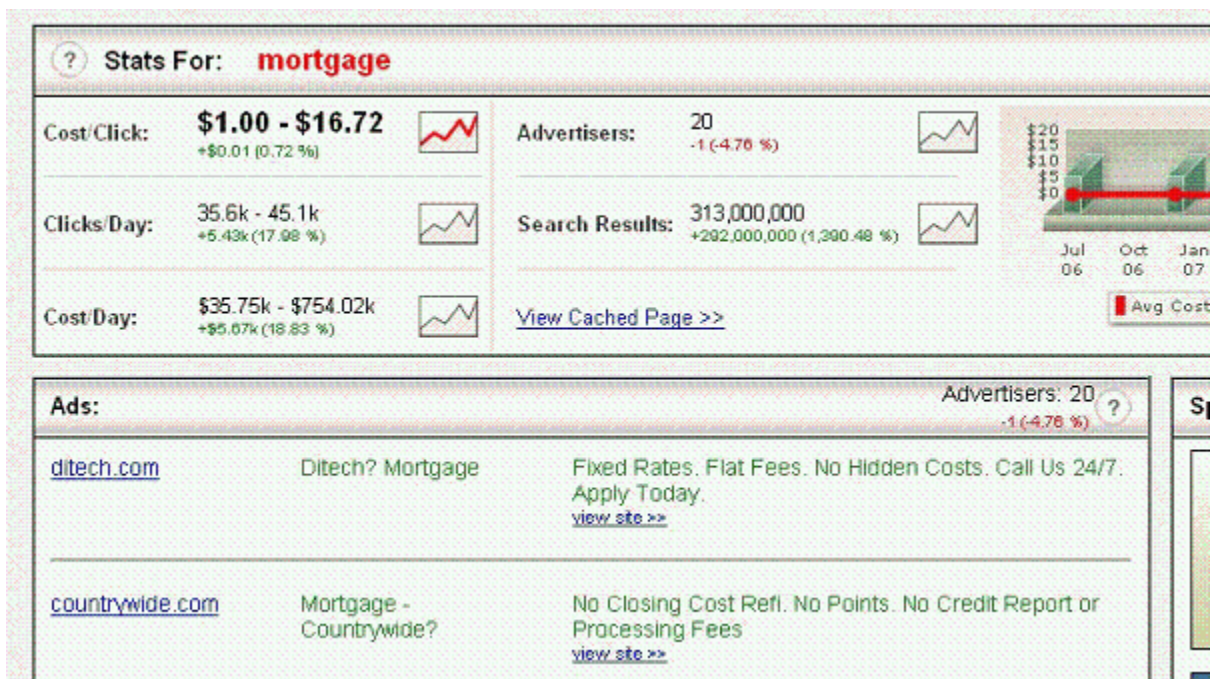 ? Stats For: mortgage
Cost/Click: $1.00 - $16.72
+$0.01 (0.72 %)
Clicks/Day: 35.6k - 45.1k
+5.43k (17.98 %)
Cost/Day: $35.75k - $754.02k
+$5.67k (18.83 %)
Advertisers: 20
-1 (-4.76 %)
Search Results: 313,000,000
+292,000,000 (1,390.48 %)
View Cached Page >>
$20
$15
$10
$5
$0
Jul Oct Jan
06 06 07
Avg Cost
Ads:
Advertisers: 20
-1 (-4.76 %)
?
ditech.com
Ditech? Mortgage
Fixed Rates. Flat Fees. No Hidden Costs. Call Us 24/7.
Apply Today.
view site >>
countrywide.com
Mortgage -
Countrywide?
No Closing Cost Refi. No Points. No Credit Report or
Processing Fees
view site >>